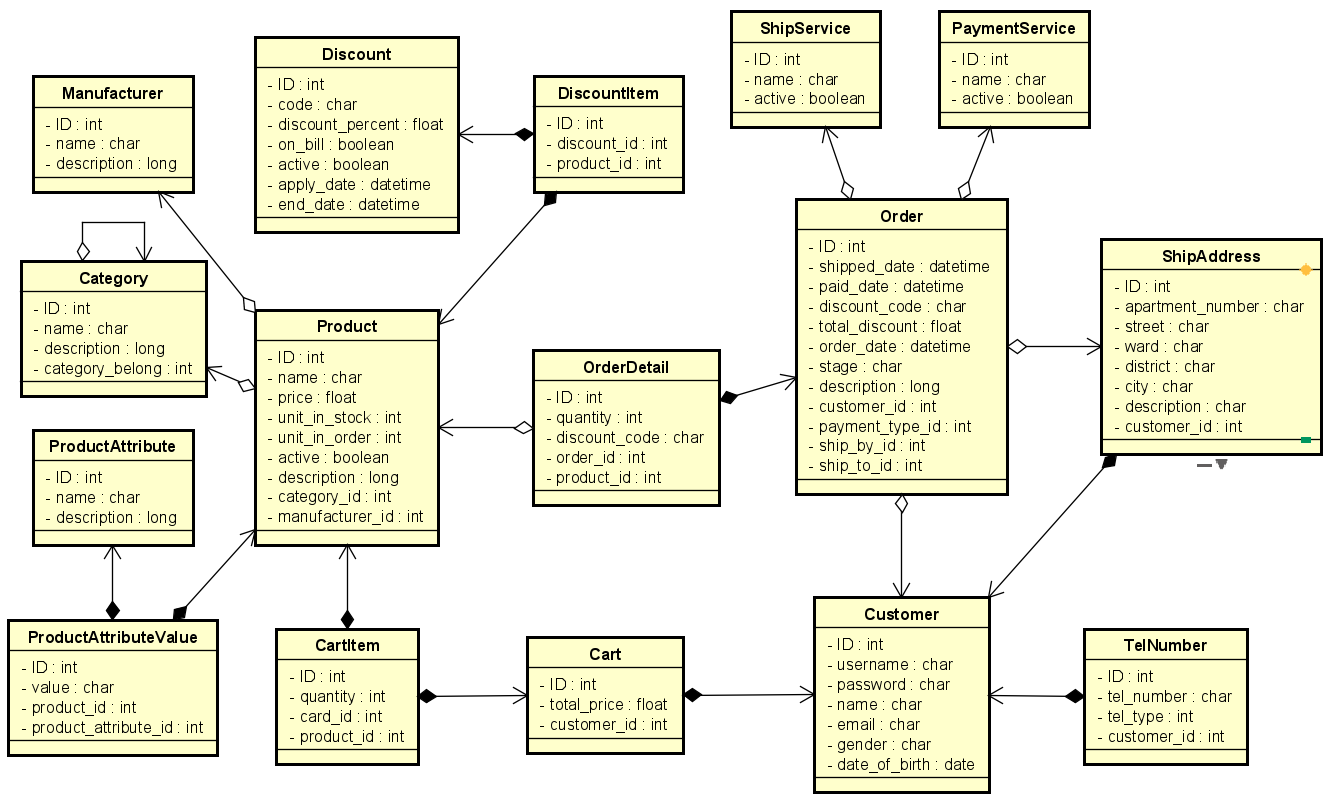 ShipService
- ID : int
- name : char
- active : boolean
PaymentService
- ID : int
- name : char
- active : boolean
Discount
- ID : int
- code : char
- discount_percent : float
- on_bill : boolean
- active : boolean
- apply_date : datetime
- end_date : datetime
Manufacturer
- ID : int
- name : char
- description : long
DiscountItem
- ID : int
- discount_id : int
- product_id : int
Order
- ID : int
- shipped_date : datetime
- paid_date : datetime
- discount_code : char
- total_discount : float
- order_date : datetime
- stage : char
- description : long
- customer_id : int
- payment_type_id : int
- ship_by_id : int
- ship_to_id : int
ShipAddress
- ID : int
- apartment_number : char
- street : char
- ward : char
- district : char
- city : char
- description : char
- customer_id : int
Category
- ID : int
- name : char
- description : long
- category_belong : int
Product
- ID : int
- name : char
- price : float
- unit_in_stock : int
- unit_in_order : int
- active : boolean
- description : long
- category_id : int
- manufacturer_id : int
OrderDetail
- ID : int
- quantity : int
- discount_code : char
- order_id : int
- product_id : int
ProductAttribute
- ID : int
- name : char
- description : long
ProductAttributeValue
- ID : int
- value : char
- product_id : int
- product_attribute_id : int
CartItem
- ID : int
- quantity : int
- card_id : int
- product_id : int
Cart
- ID : int
- total_price : float
- customer_id : int
Customer
- ID : int
- username : char
- password : char
- name : char
- email : char
- gender : char
- date_of_birth : date
TelNumber
- ID : int
- tel_number : char
- tel_type : int
- customer_id : int